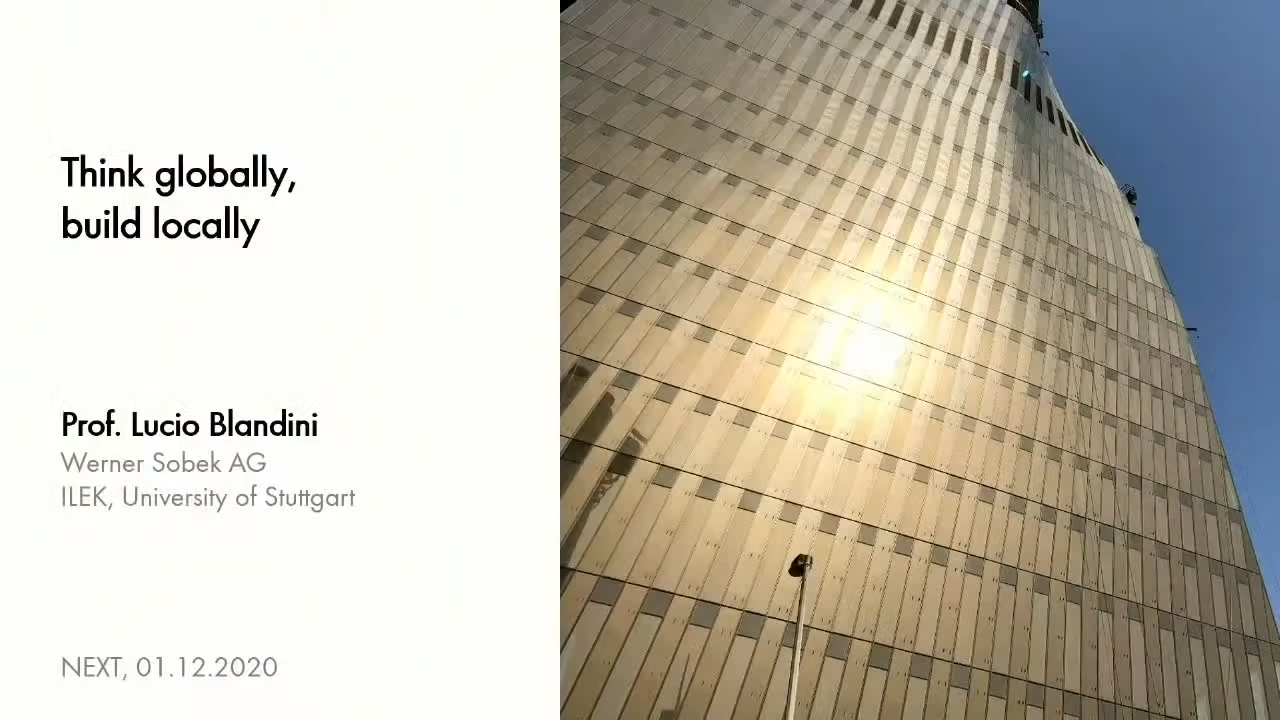 Think globally,
build locally
Prof. Lucio Blandini
Werner Sobek AG
ILEK, University of Stuttgart
NEXT, 01.12.2020